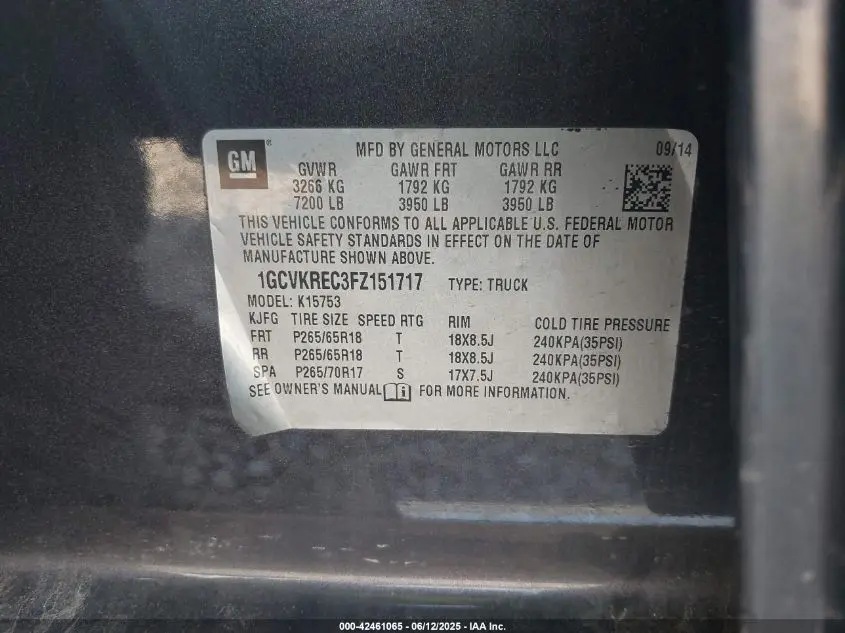 GM ®
MFD BY GENERAL MOTORS LLC 09/14
GVWR GAWR FRT GAWR RR
3266 KG 1792 KG 1792 KG
7200 LB 3950 LB 3950 LB
THIS VEHICLE CONFORMS TO ALL APPLICABLE U.S. FEDERAL MOTOR
VEHICLE SAFETY STANDARDS IN EFFECT ON THE DATE OF
MANUFACTURE SHOWN ABOVE.
1GCVKREC3FZ151717 TYPE: TRUCK
MODEL: K15753
KJFG TIRE SIZE SPEED RTG RIM COLD TIRE PRESSURE
FRT P265/65R18 T 18X8.5J 240KPA(35PSI)
RR P265/65R18 T 18X8.5J 240KPA(35PSI)
SPA P265/70R17 S 17X7.5J 240KPA(35PSI)
SEE OWNER'S MANUAL i FOR MORE INFORMATION.
000-42461065 - 06/12/2025 - IAA Inc.